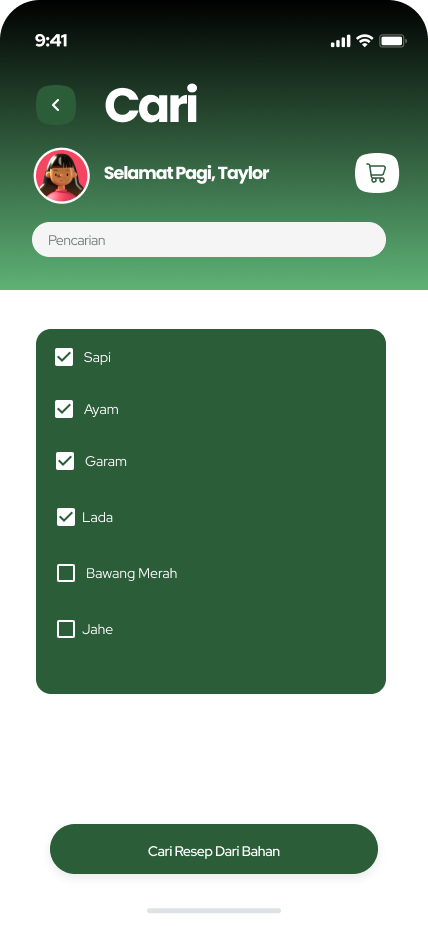 9:41
Cari
Selamat Pagi, Taylor
Pencarian
Sapi
Ayam
Garam
Lada
Bawang Merah
Jahe
Cari Resep Dari Bahan